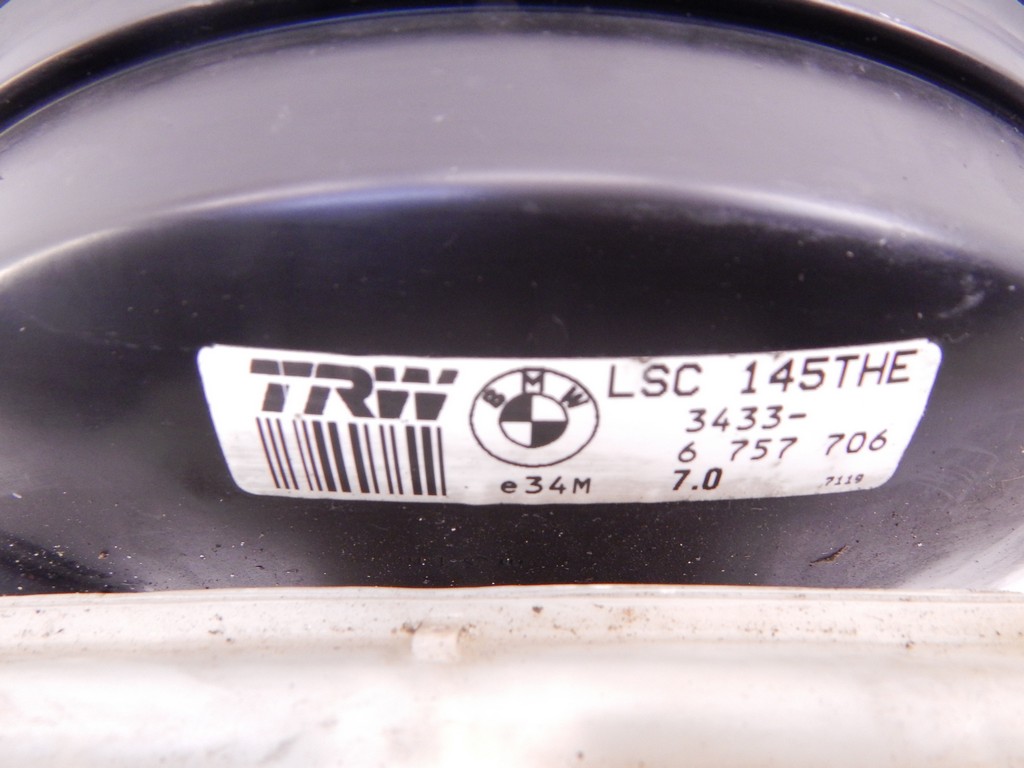 TRW
BMW
LSC 145THE
3433-
6 757 706
e34M
7.0
7119